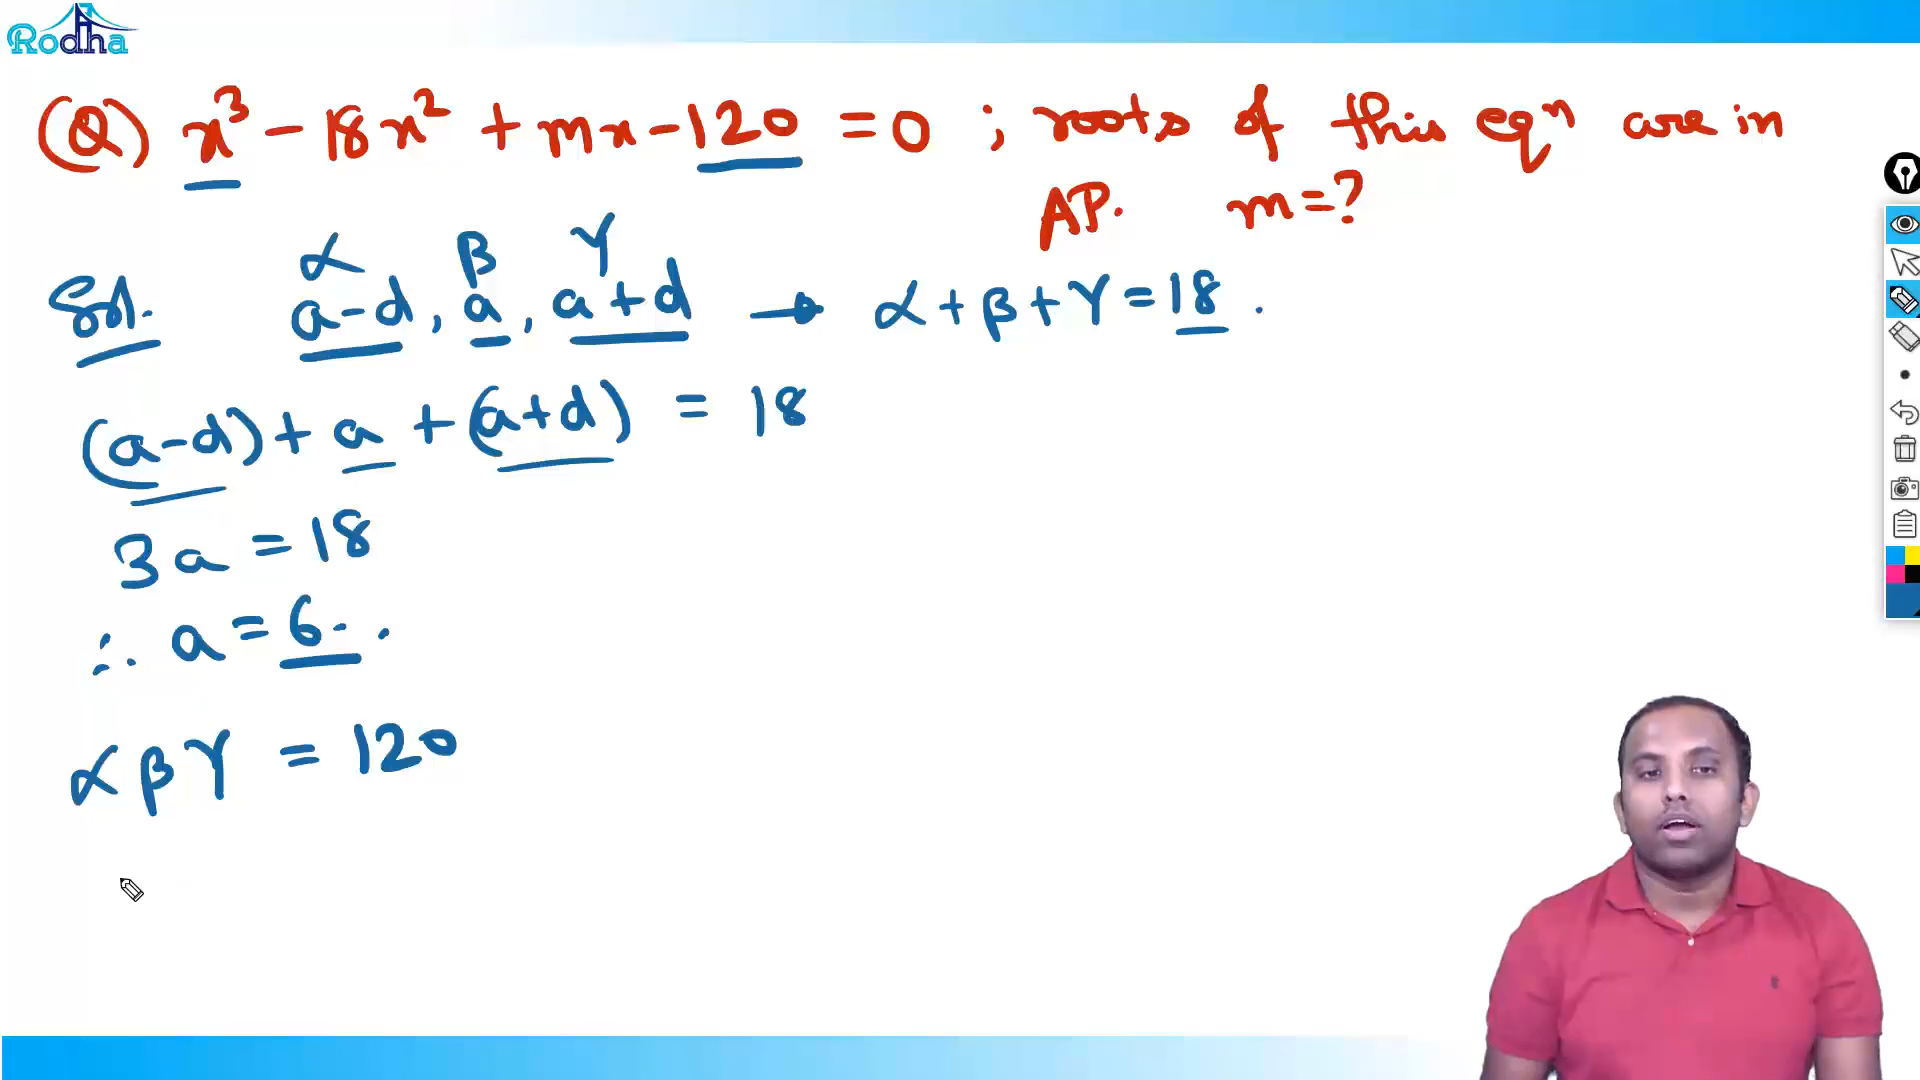 Rodha
(Q) x³ - 18x² + mx - 120 = 0 ; roots of this eqⁿ are in
AP. m = ?
α β γ
Sol. a-d, a, a+d → α + β + γ = 18 .
(a-d) + a + (a+d) = 18
3a = 18
∴ a = 6 .
α β γ = 120